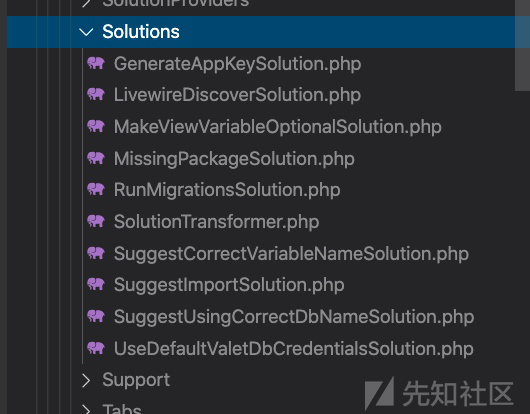 SolutionProviders
Solutions
GenerateAppKeySolution.php
LivewireDiscoverSolution.php
MakeViewVariableOptionalSolution.php
MissingPackageSolution.php
RunMigrationsSolution.php
SolutionTransformer.php
SuggestCorrectVariableNameSolution.php
SuggestImportSolution.php
SuggestUsingCorrectDbNameSolution.php
UseDefaultValetDbCredentialsSolution.php
Support
Tabs
先知社区